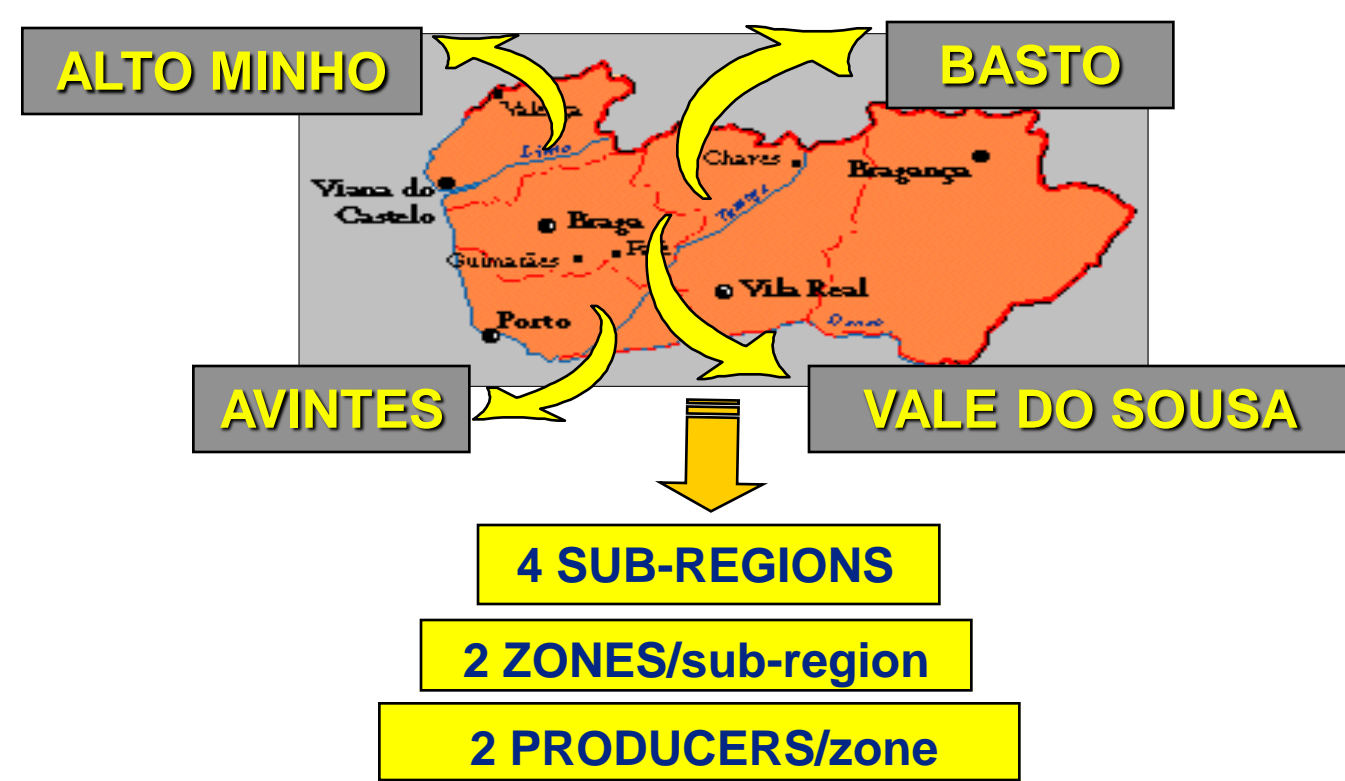 ALTO MINHO
BASTO
Valença
Lima
Chaves
Bragança
Viana do
Castelo
Tamega
Braga
Guimarães
Vila Real
Porto
Douro
AVINTES
VALE DO SOUSA
4 SUB-REGIONS
2 ZONES/sub-region
2 PRODUCERS/zone